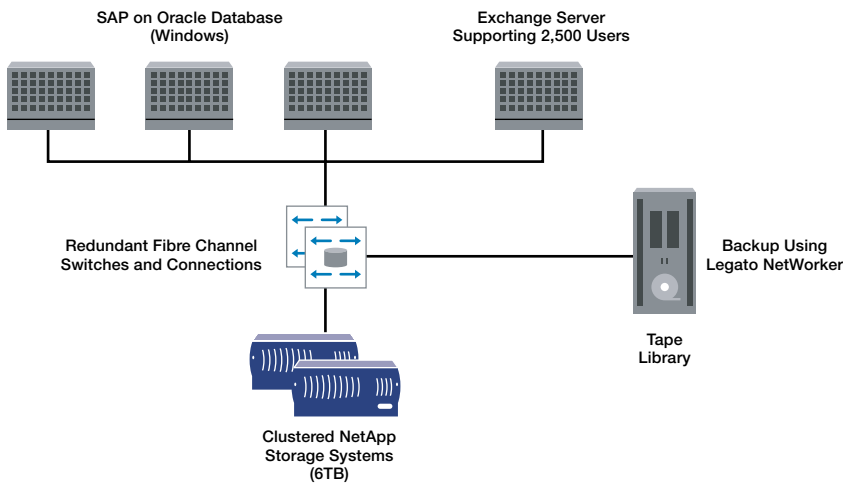 SAP on Oracle Database
(Windows)
Exchange Server
Supporting 2,500 Users
Redundant Fibre Channel
Switches and Connections
Backup Using
Legato NetWorker
Tape
Library
Clustered NetApp
Storage Systems
(6TB)